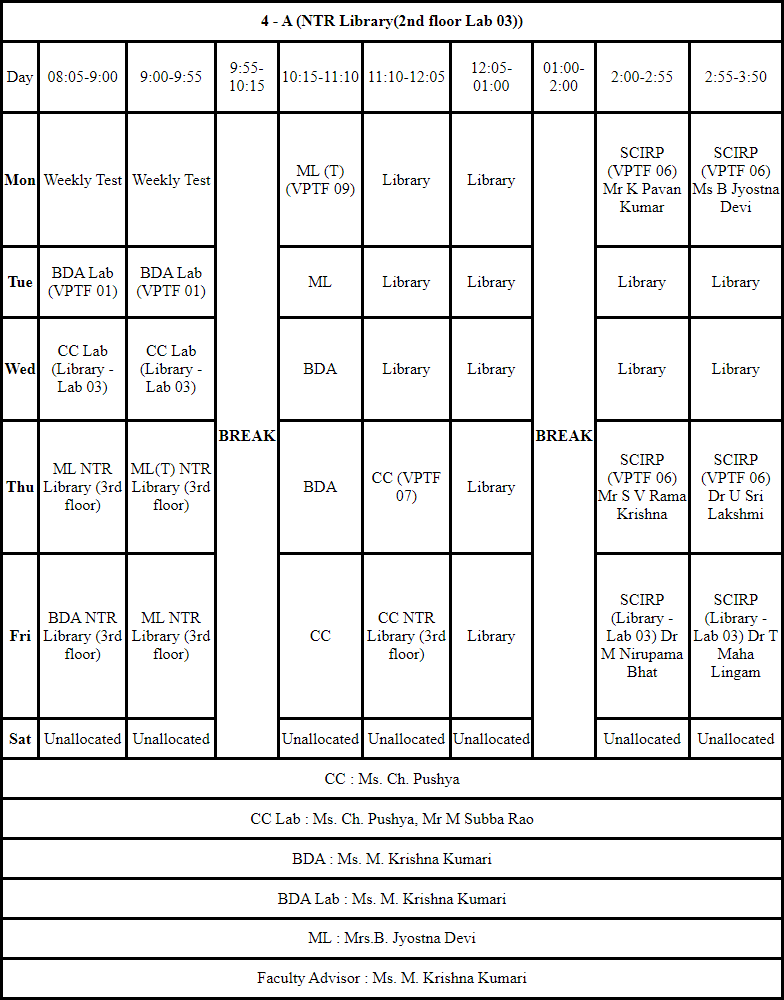 4 - A (NTR Library(2nd floor Lab 03))
Day 08:05-9:00 9:00-9:55 9:55-10:15 10:15-11:10 11:10-12:05 12:05-01:00 01:00-2:00 2:00-2:55 2:55-3:50
Mon Weekly Test Weekly Test ML (T) (VPTF 09) Library Library SCIRP (VPTF 06) Mr K Pavan Kumar SCIRP (VPTF 06) Ms B Jyostna Devi
Tue BDA Lab (VPTF 01) BDA Lab (VPTF 01) ML Library Library Library Library
Wed CC Lab (Library - Lab 03) CC Lab (Library - Lab 03) BDA Library Library Library Library
BREAK BREAK
Thu ML NTR Library (3rd floor) ML(T) NTR Library (3rd floor) BDA CC (VPTF 07) Library SCIRP (VPTF 06) Mr S V Rama Krishna SCIRP (VPTF 06) Dr U Sri Lakshmi
Fri BDA NTR Library (3rd floor) ML NTR Library (3rd floor) CC CC NTR Library (3rd floor) Library SCIRP (Library - Lab 03) Dr M Nirupama Bhat SCIRP (Library - Lab 03) Dr T Maha Lingam
Sat Unallocated Unallocated Unallocated Unallocated Unallocated Unallocated Unallocated
CC : Ms. Ch. Pushya
CC Lab : Ms. Ch. Pushya, Mr M Subba Rao
BDA : Ms. M. Krishna Kumari
BDA Lab : Ms. M. Krishna Kumari
ML : Mrs.B. Jyostna Devi
Faculty Advisor : Ms. M. Krishna Kumari